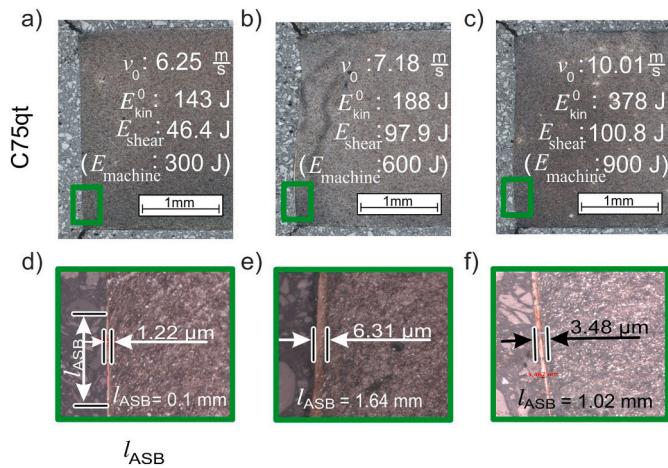 a)
b)
c)
C75qt
v₀: 6.25 m/s
E⁰kin: 143 J
Eshear: 46.4 J
(Emachine: 300 J)
1mm
v₀: 7.18 m/s
E⁰kin: 188 J
Eshear: 97.9 J
(Emachine: 600 J)
1mm
v₀: 10.01 m/s
E⁰kin: 378 J
Eshear: 100.8 J
(Emachine: 900 J)
1mm
d)
e)
f)
lASB
1.22 µm
lASB= 0.1 mm
6.31 µm
lASB= 1.64 mm
3.48 µm
lASB= 1.02 mm
lASB